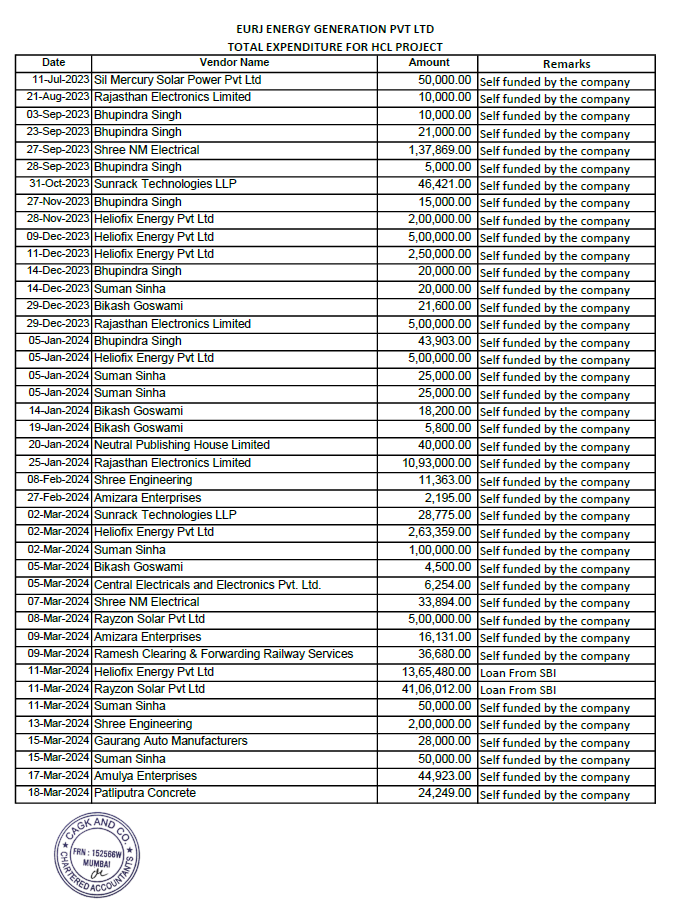 EURJ ENERGY GENERATION PVT LTD
TOTAL EXPENDITURE FOR HCL PROJECT
Date Vendor Name Amount Remarks
11-Jul-2023 Sil Mercury Solar Power Pvt Ltd 50,000.00 Self funded by the company
21-Aug-2023 Rajasthan Electronics Limited 10,000.00 Self funded by the company
03-Sep-2023 Bhupindra Singh 10,000.00 Self funded by the company
23-Sep-2023 Bhupindra Singh 21,000.00 Self funded by the company
27-Sep-2023 Shree NM Electrical 1,37,869.00 Self funded by the company
28-Sep-2023 Bhupindra Singh 5,000.00 Self funded by the company
31-Oct-2023 Sunrack Technologies LLP 46,421.00 Self funded by the company
27-Nov-2023 Bhupindra Singh 15,000.00 Self funded by the company
28-Nov-2023 Heliofix Energy Pvt Ltd 2,00,000.00 Self funded by the company
09-Dec-2023 Heliofix Energy Pvt Ltd 5,00,000.00 Self funded by the company
11-Dec-2023 Heliofix Energy Pvt Ltd 2,50,000.00 Self funded by the company
14-Dec-2023 Bhupindra Singh 20,000.00 Self funded by the company
14-Dec-2023 Suman Sinha 20,000.00 Self funded by the company
29-Dec-2023 Bikash Goswami 21,600.00 Self funded by the company
29-Dec-2023 Rajasthan Electronics Limited 5,00,000.00 Self funded by the company
05-Jan-2024 Bhupindra Singh 43,903.00 Self funded by the company
05-Jan-2024 Heliofix Energy Pvt Ltd 5,00,000.00 Self funded by the company
05-Jan-2024 Suman Sinha 25,000.00 Self funded by the company
05-Jan-2024 Suman Sinha 25,000.00 Self funded by the company
14-Jan-2024 Bikash Goswami 18,200.00 Self funded by the company
19-Jan-2024 Bikash Goswami 5,800.00 Self funded by the company
20-Jan-2024 Neutral Publishing House Limited 40,000.00 Self funded by the company
25-Jan-2024 Rajasthan Electronics Limited 10,93,000.00 Self funded by the company
08-Feb-2024 Shree Engineering 11,363.00 Self funded by the company
27-Feb-2024 Amizara Enterprises 2,195.00 Self funded by the company
02-Mar-2024 Sunrack Technologies LLP 28,775.00 Self funded by the company
02-Mar-2024 Heliofix Energy Pvt Ltd 2,63,359.00 Self funded by the company
02-Mar-2024 Suman Sinha 1,00,000.00 Self funded by the company
05-Mar-2024 Bikash Goswami 4,500.00 Self funded by the company
05-Mar-2024 Central Electricals and Electronics Pvt. Ltd. 6,254.00 Self funded by the company
07-Mar-2024 Shree NM Electrical 33,894.00 Self funded by the company
08-Mar-2024 Rayzon Solar Pvt Ltd 5,00,000.00 Self funded by the company
09-Mar-2024 Amizara Enterprises 16,131.00 Self funded by the company
09-Mar-2024 Ramesh Clearing & Forwarding Railway Services 36,680.00 Self funded by the company
11-Mar-2024 Heliofix Energy Pvt Ltd 13,65,480.00 Loan From SBI
11-Mar-2024 Rayzon Solar Pvt Ltd 41,06,012.00 Loan From SBI
11-Mar-2024 Suman Sinha 50,000.00 Self funded by the company
13-Mar-2024 Shree Engineering 2,00,000.00 Self funded by the company
15-Mar-2024 Gaurang Auto Manufacturers 28,000.00 Self funded by the company
15-Mar-2024 Suman Sinha 50,000.00 Self funded by the company
17-Mar-2024 Amulya Enterprises 44,923.00 Self funded by the company
18-Mar-2024 Patliputra Concrete 24,249.00 Self funded by the company
CAGK AND CO.
FRN : 152566W
MUMBAI
CHARTERED ACCOUNTANTS